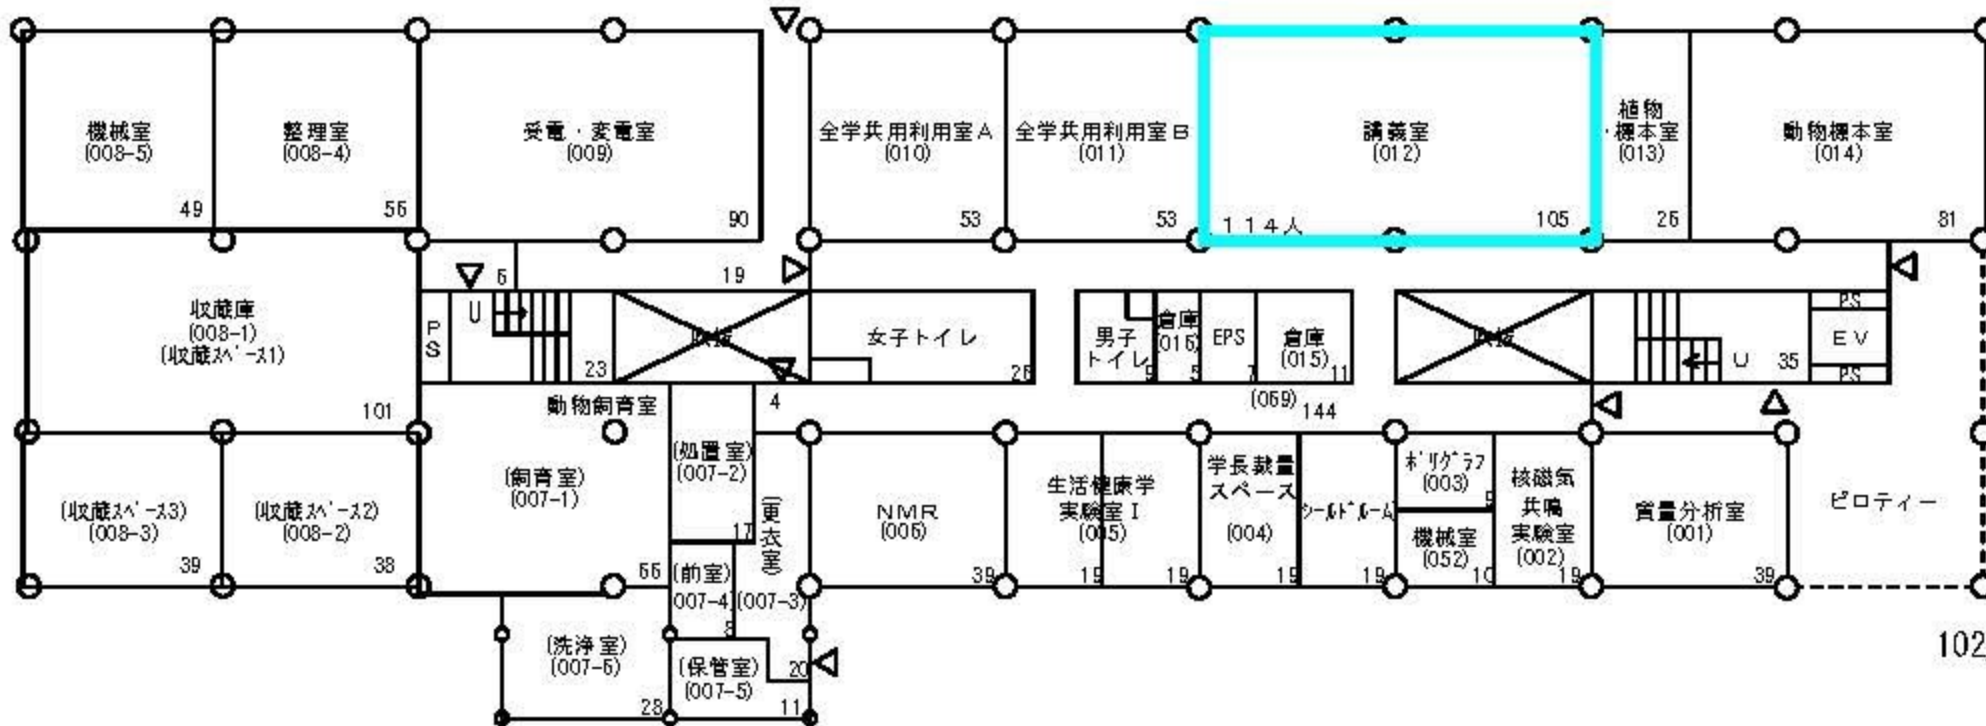 機械室
(008-5)
49
整理室
(008-4)
56
受電・変電室
(009)
90
全学共用利用室A
(010)
53
全学共用利用室B
(011)
53
講義室
(012)
114人
105
植物
標本室
(013)
26
動物標本室
(014)
81
6
19
収蔵庫
(008-1)
(収蔵スペース1)
101
PS
U
23
吹抜
女子トイレ
26
男子
トイレ
9
倉庫
(016)
5
EPS
7
倉庫
(015)
11
吹抜
U
35
PS
EV
PS
(069)
144
(収蔵スペース3)
(008-3)
39
(収蔵スペース2)
(008-2)
38
動物飼育室
(飼育室)
(007-1)
66
4
(処置室)
(007-2)
17
(更衣室)
(007-3)
20
(前室)
007-4)
8
(洗浄室)
(007-6)
28
(保管室)
(007-5)
11
NMR
(006)
39
生活健康学
実験室I
(005)
19
19
学長裁量
スペース
(004)
19
シールドルーム
19
ポリグラフ
(003)
9
機械室
(052)
10
核磁気
共鳴
実験室
(002)
19
質量分析室
(001)
39
ピロティー
102